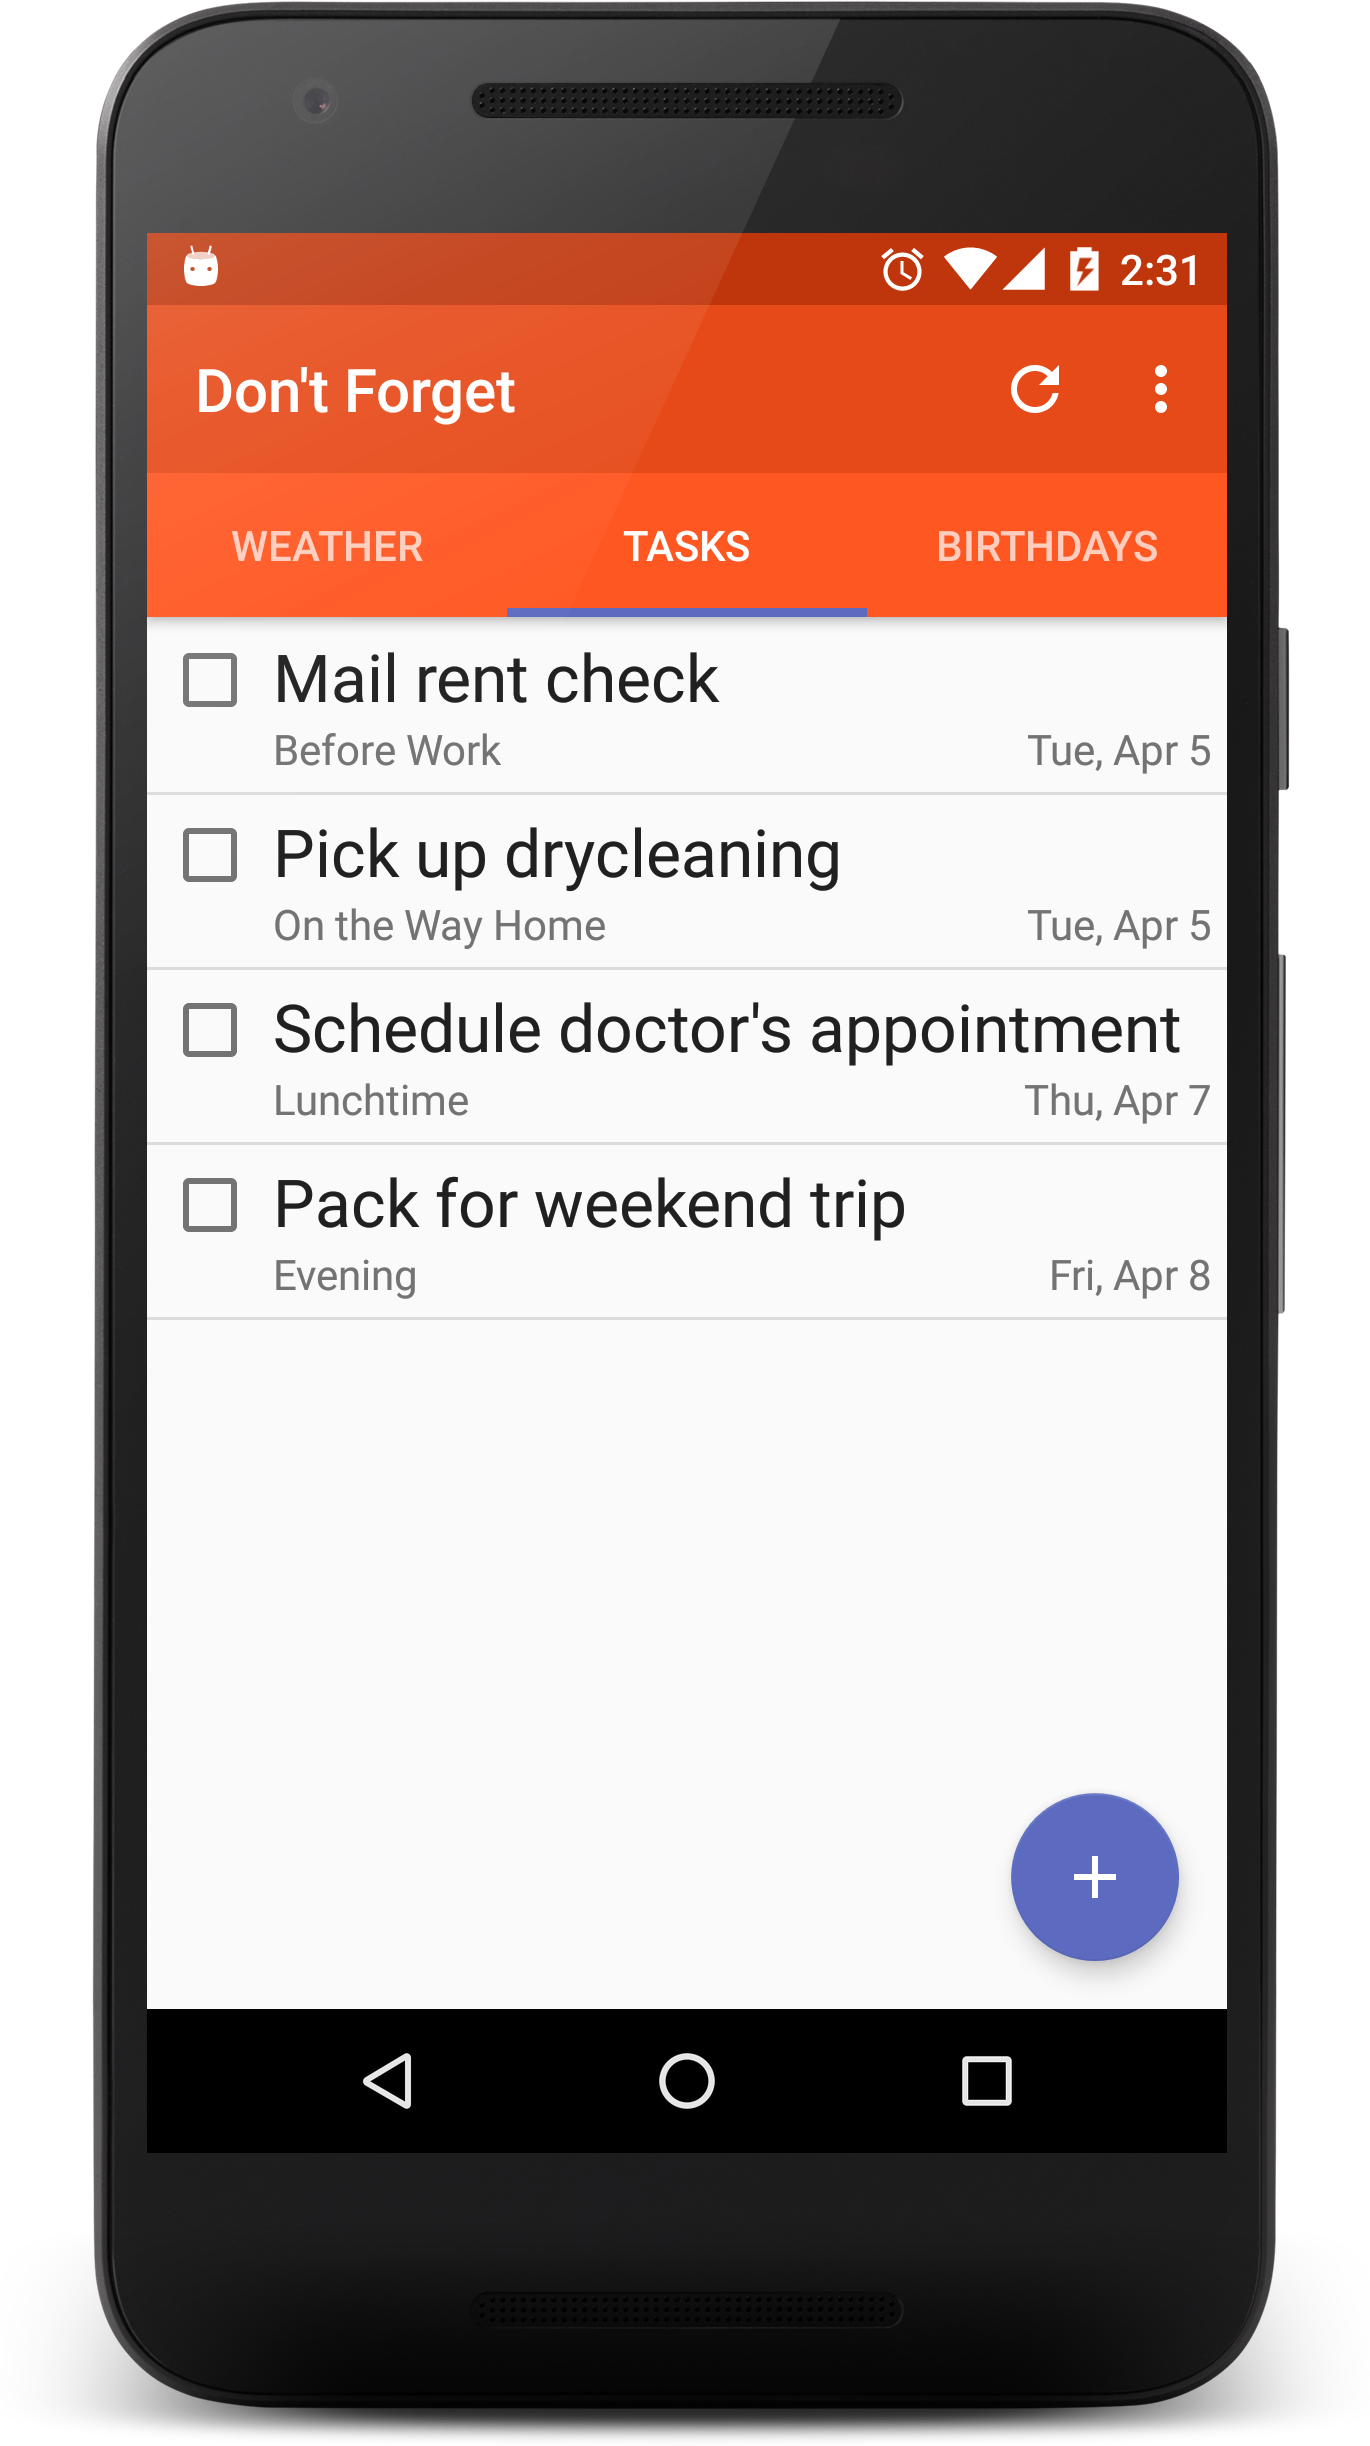 2:31
Don't Forget
WEATHER TASKS BIRTHDAYS
Mail rent check
Before Work Tue, Apr 5
Pick up drycleaning
On the Way Home Tue, Apr 5
Schedule doctor's appointment
Lunchtime Thu, Apr 7
Pack for weekend trip
Evening Fri, Apr 8